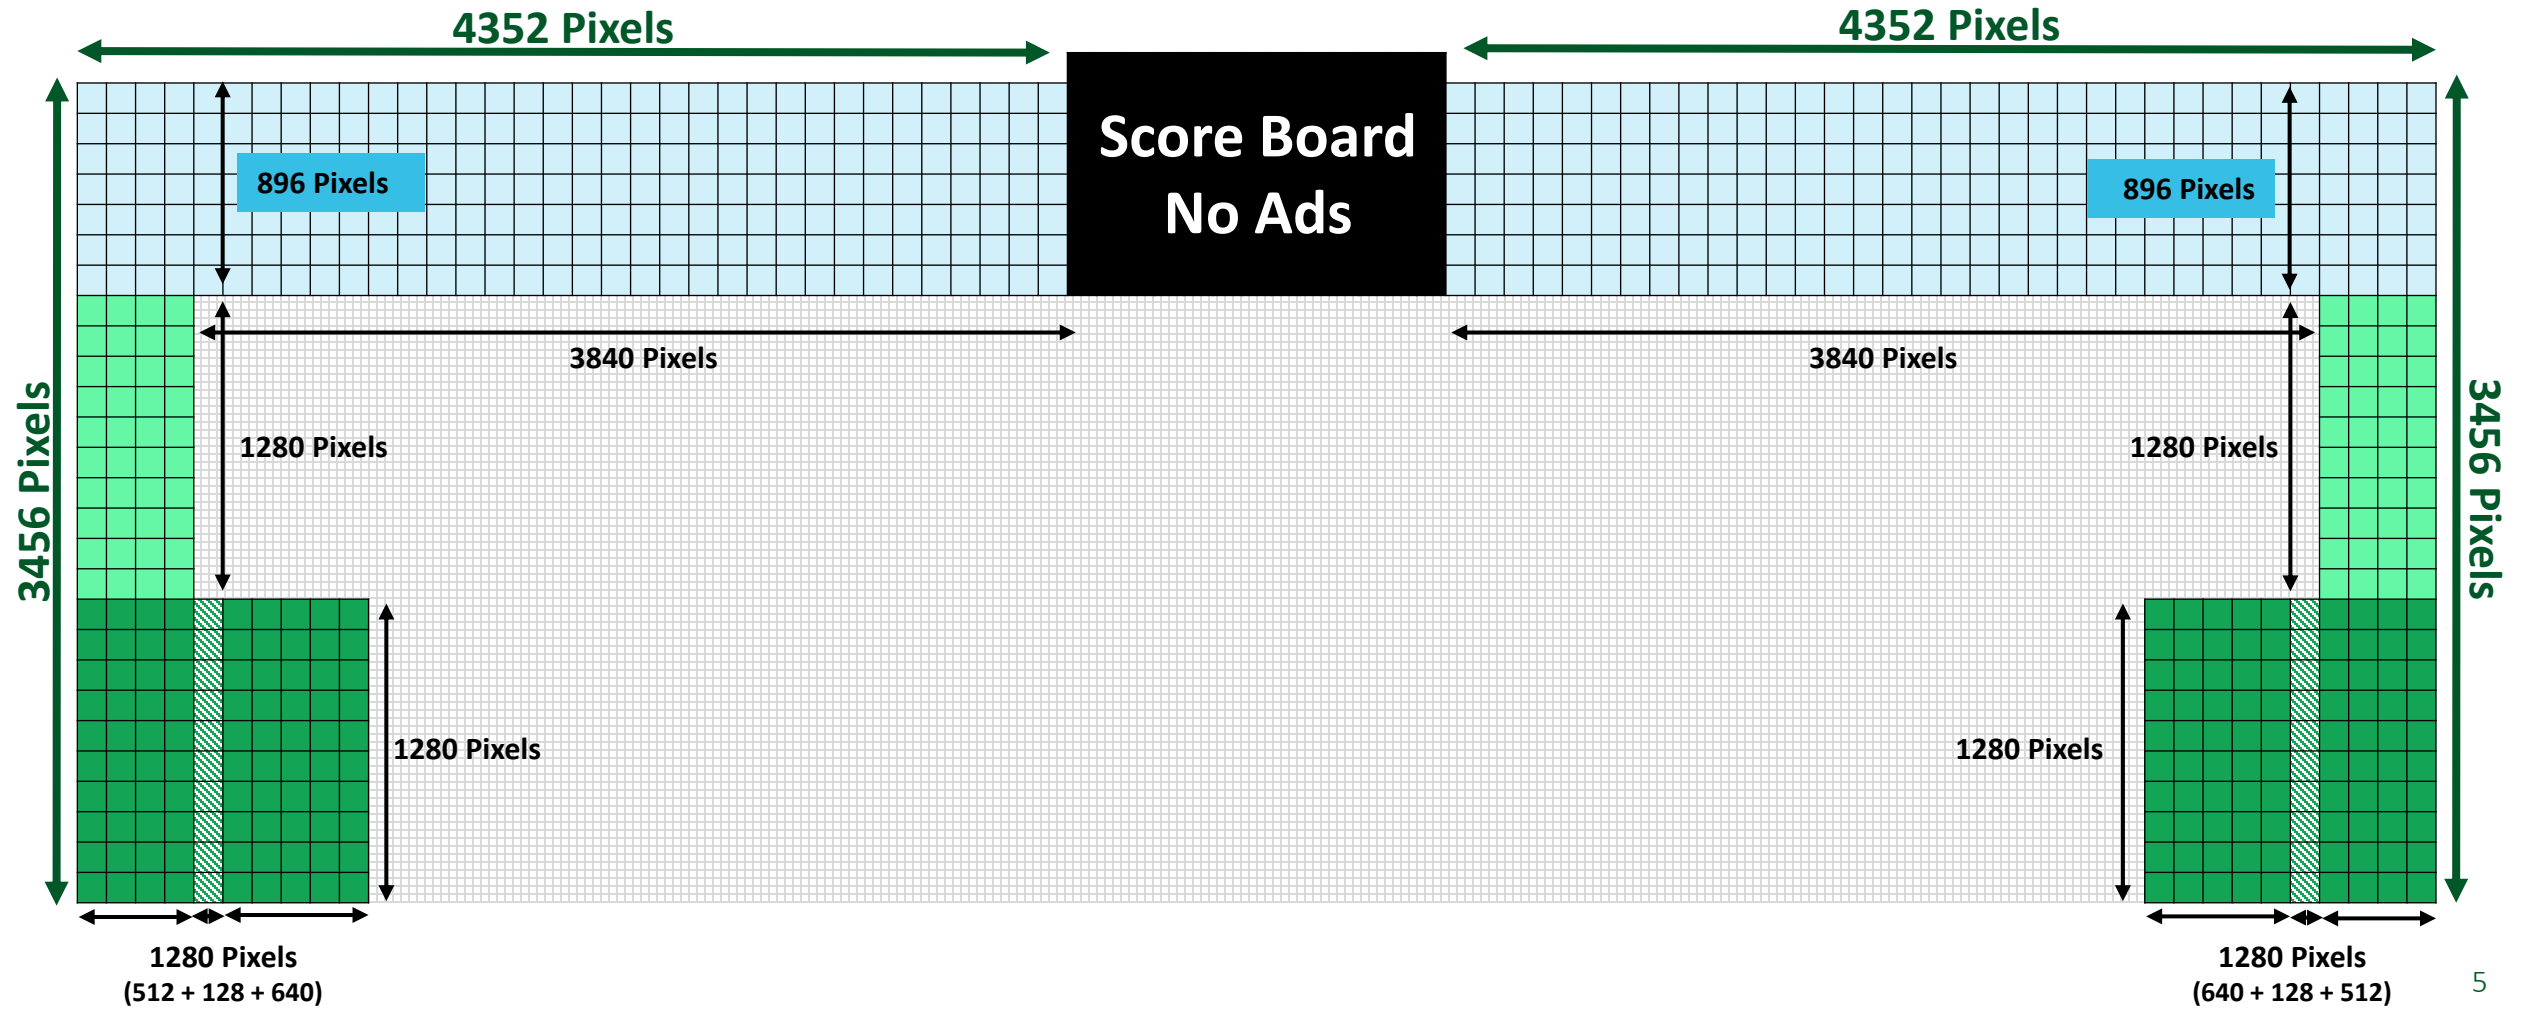 4352 Pixels
4352 Pixels
Score Board
No Ads
896 Pixels
896 Pixels
3840 Pixels
3840 Pixels
3456 Pixels
1280 Pixels
1280 Pixels
3456 Pixels
1280 Pixels
1280 Pixels
1280 Pixels
(512 + 128 + 640)
1280 Pixels
(640 + 128 + 512)
5